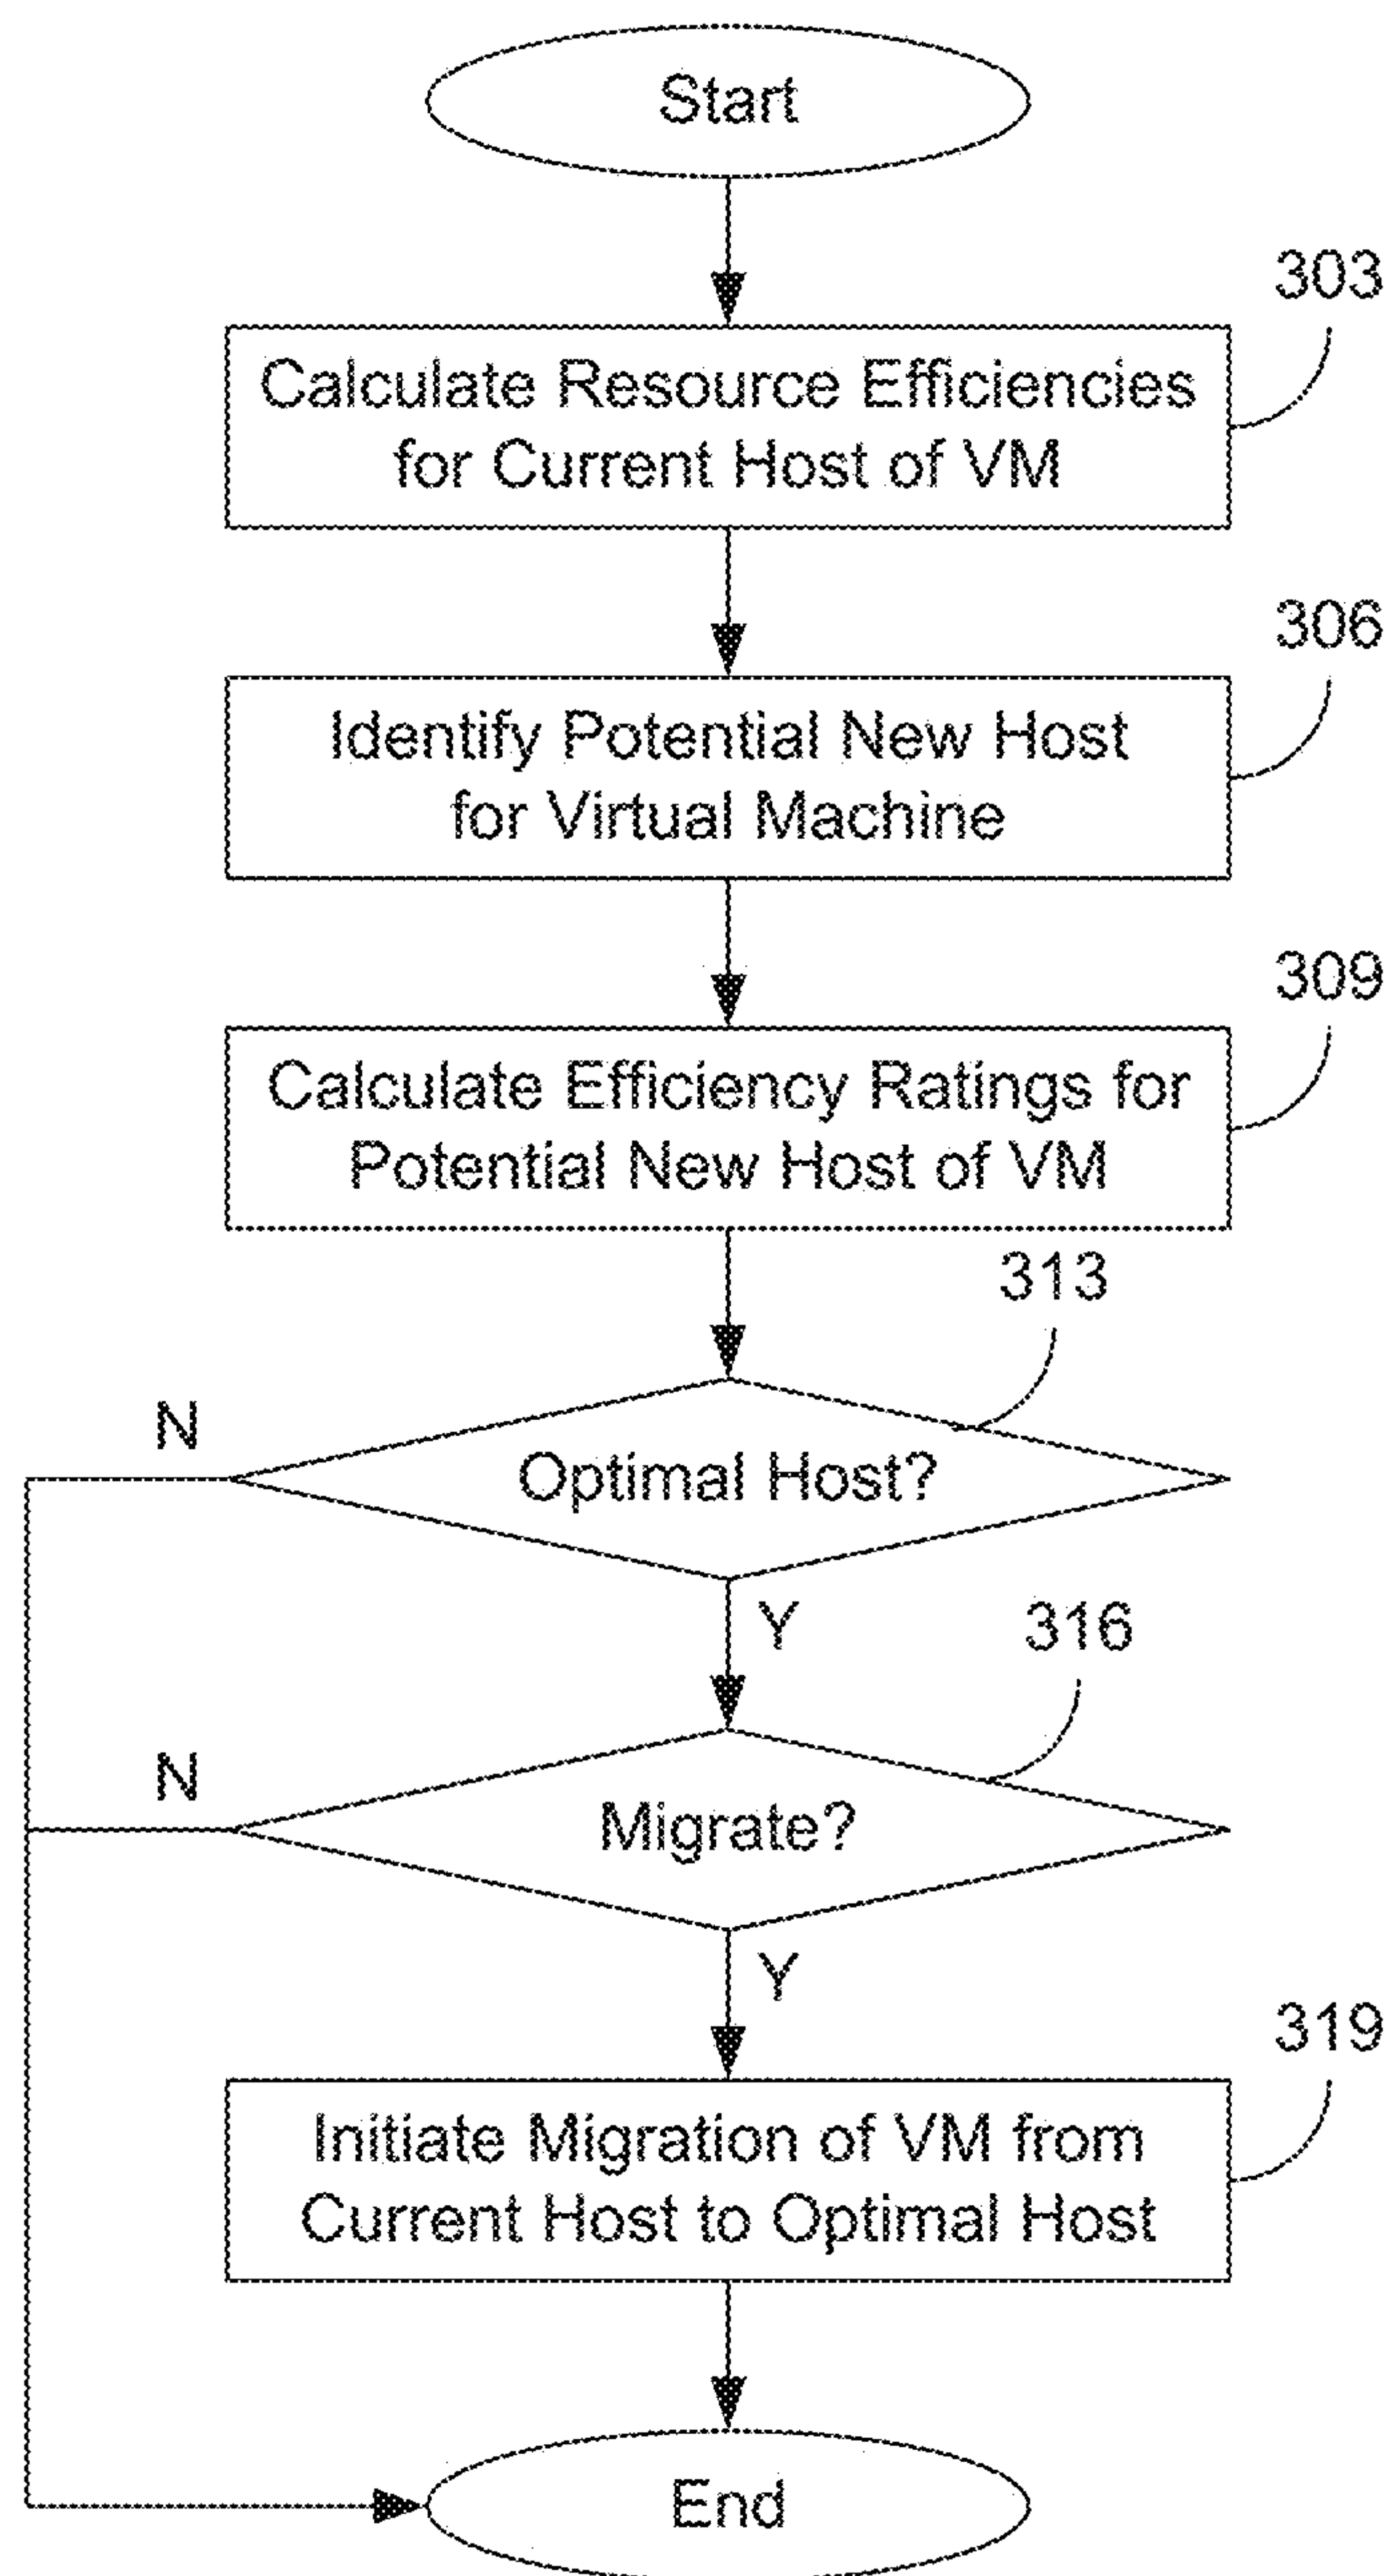 Start
303
Calculate Resource Efficiencies
for Current Host of VM
306
Identify Potential New Host
for Virtual Machine
309
Calculate Efficiency Ratings for
Potential New Host of VM
313
N
Optimal Host?
Y
316
N
Migrate?
Y
319
Initiate Migration of VM from
Current Host to Optimal Host
End